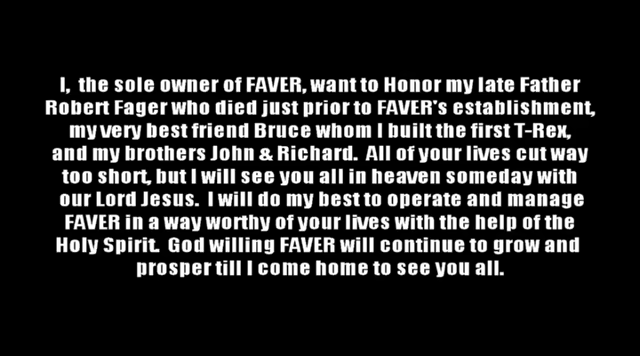 I,  the sole owner of FAVER, want to Honor my late Father
Robert Fager who died just prior to FAVER's establishment,
my very best friend Bruce whom I built the first T-Rex,
and my brothers John & Richard.  All of your lives cut way
too short, but I will see you all in heaven someday with
our Lord Jesus.  I will do my best to operate and manage
FAVER in a way worthy of your lives with the help of the
Holy Spirit.  God willing FAVER will continue to grow and
prosper till I come home to see you all.